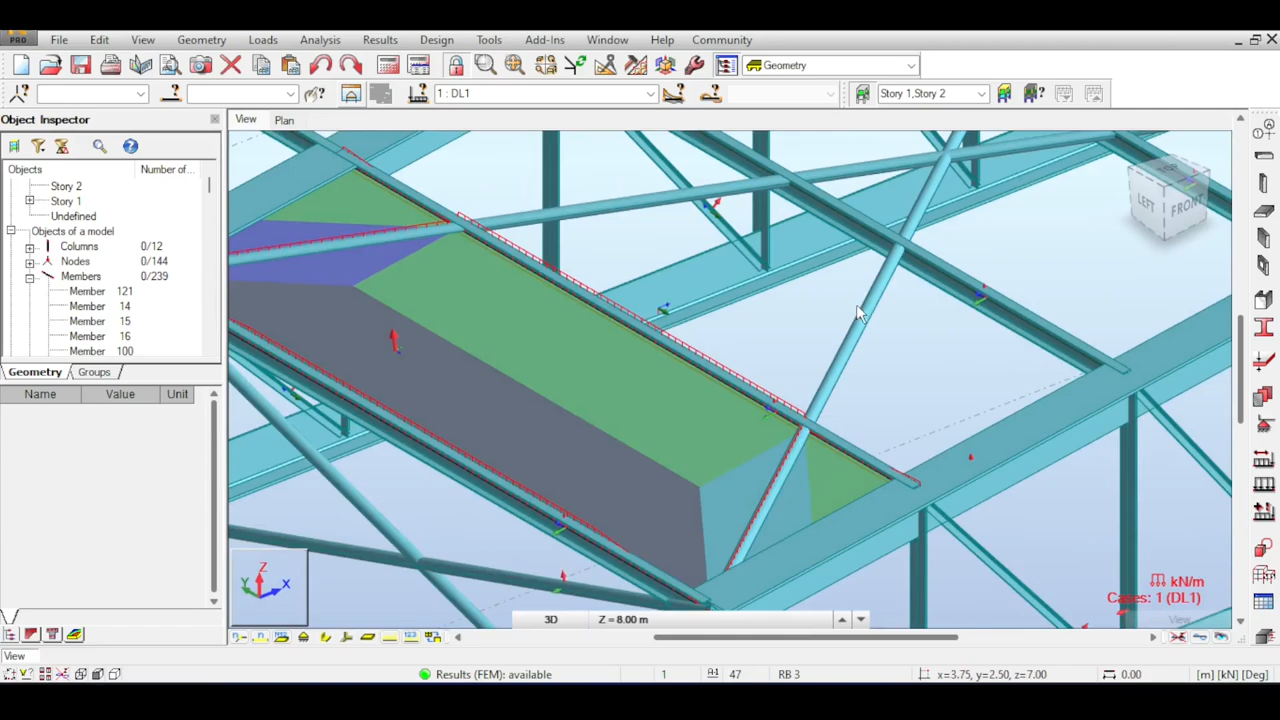 PRO File Edit View Geometry Loads Analysis Results Design Tools Add-Ins Window Help Community
Geometry
1 : DL1
Story 1,Story 2
Object Inspector
Objects Number of...
Story 2
Story 1
Undefined
Objects of a model
Columns 0/12
Nodes 0/144
Members 0/239
Member 121
Member 14
Member 15
Member 16
Member 100
Geometry Groups
Name Value Unit
View Plan
LEFT FRONT
Z
Y X
kN/m
Cases: 1 (DL1)
View
3D Z = 8.00 m
View
Results (FEM): available 1 47 RB 3 x=3.75, y=2.50, z=7.00 0.00 [m] [kN] [Deg]